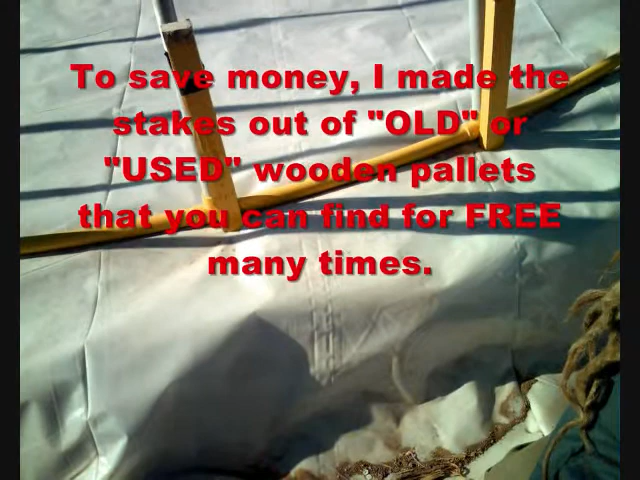 To save money, I made the
stakes out of "OLD" or
"USED" wooden pallets
that you can find for FREE
many times.